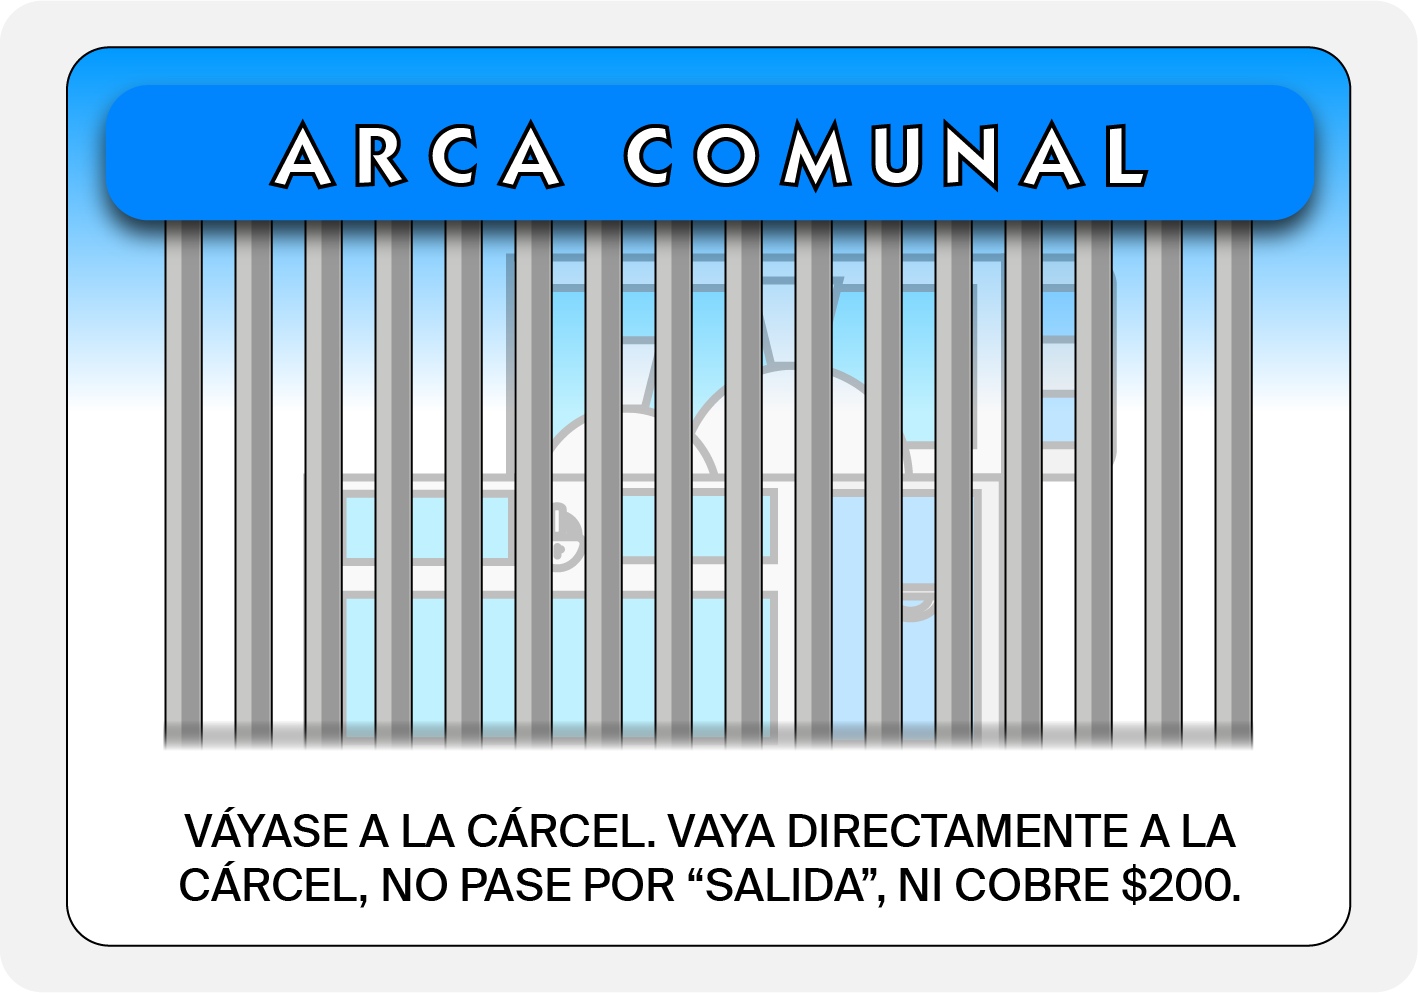 ARCA COMUNAL
VÁYASE A LA CÁRCEL. VAYA DIRECTAMENTE A LA
CÁRCEL, NO PASE POR “SALIDA”, NI COBRE $200.